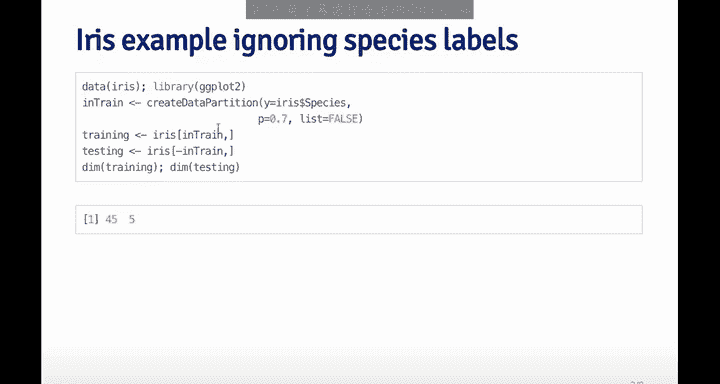 Iris example ignoring species labels
data(iris); library(ggplot2)
inTrain <- createDataPartition(y=iris$Species,
p=0.7, list=FALSE)
training <- iris[inTrain,]
testing <- iris[-inTrain,]
dim(training); dim(testing)
[1] 45 5